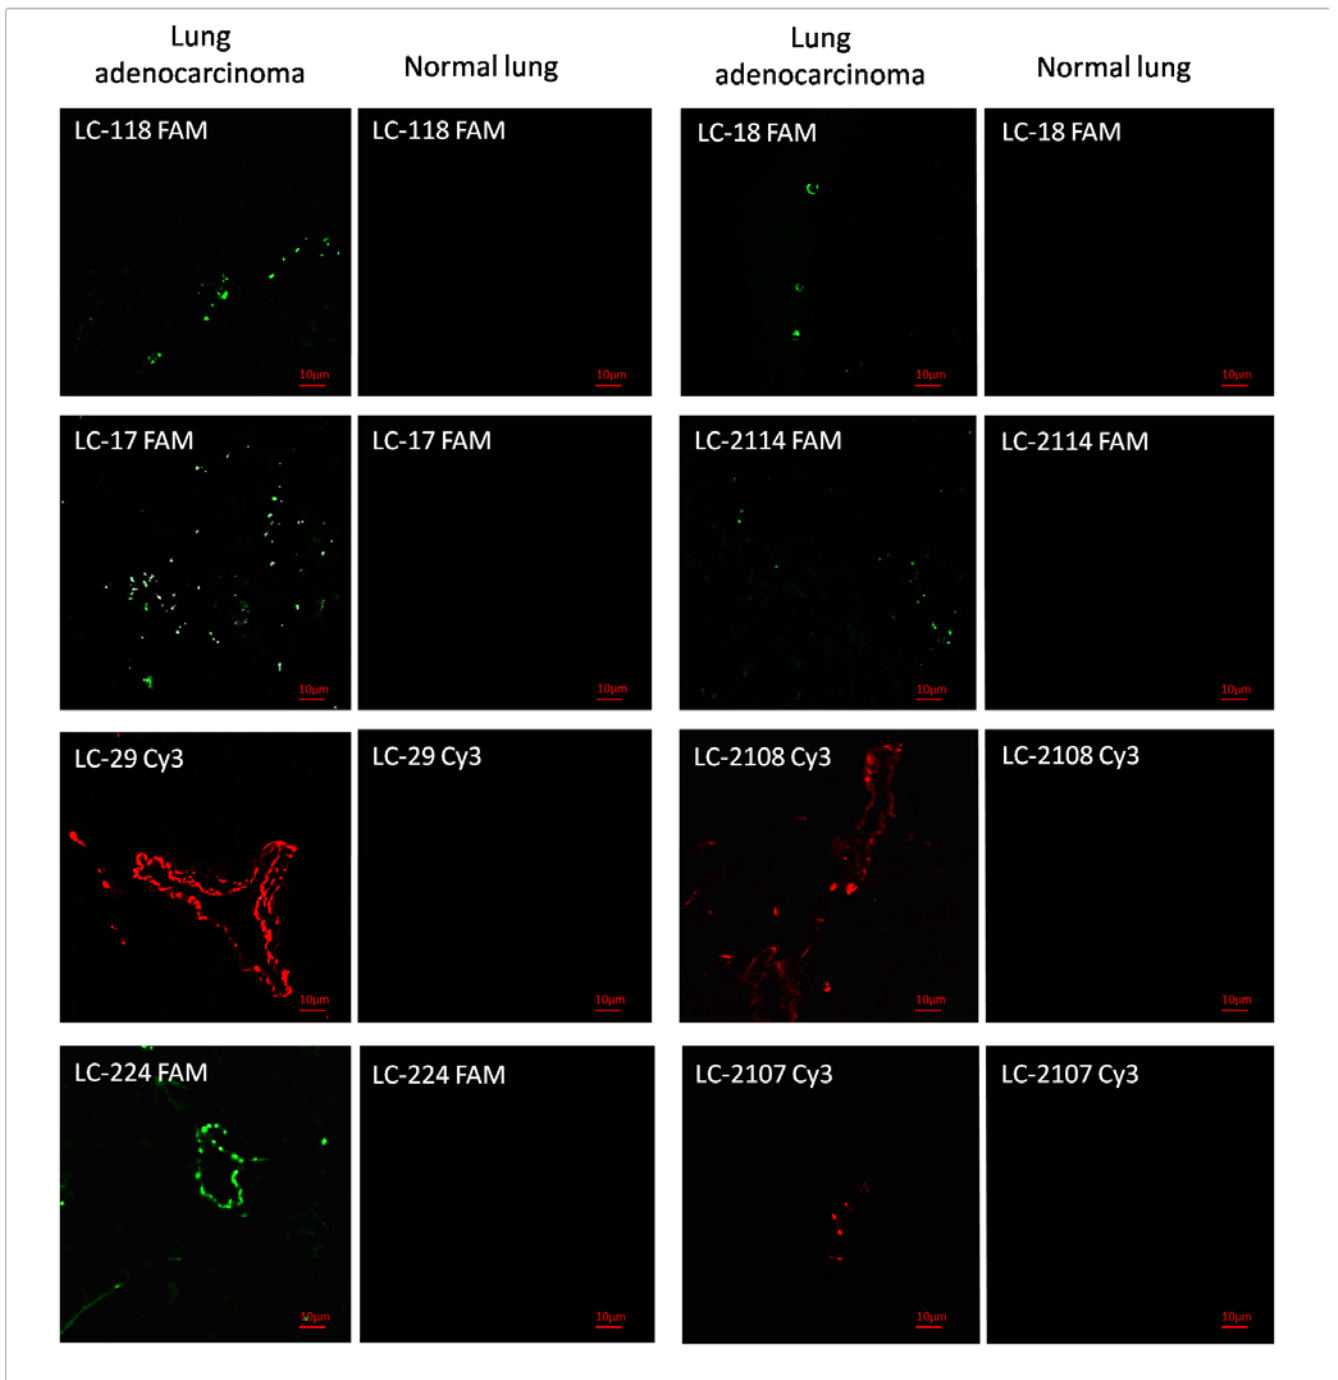 Lung
adenocarcinoma
Normal lung
Lung
adenocarcinoma
Normal lung
LC-118 FAM
LC-118 FAM
LC-18 FAM
LC-18 FAM
10µm
10µm
10µm
10µm
LC-17 FAM
LC-17 FAM
LC-2114 FAM
LC-2114 FAM
10µm
10µm
10µm
10µm
LC-29 Cy3
LC-29 Cy3
LC-2108 Cy3
LC-2108 Cy3
10µm
10µm
10µm
10µm
LC-224 FAM
LC-224 FAM
LC-2107 Cy3
LC-2107 Cy3
10µm
10µm
10µm
10µm